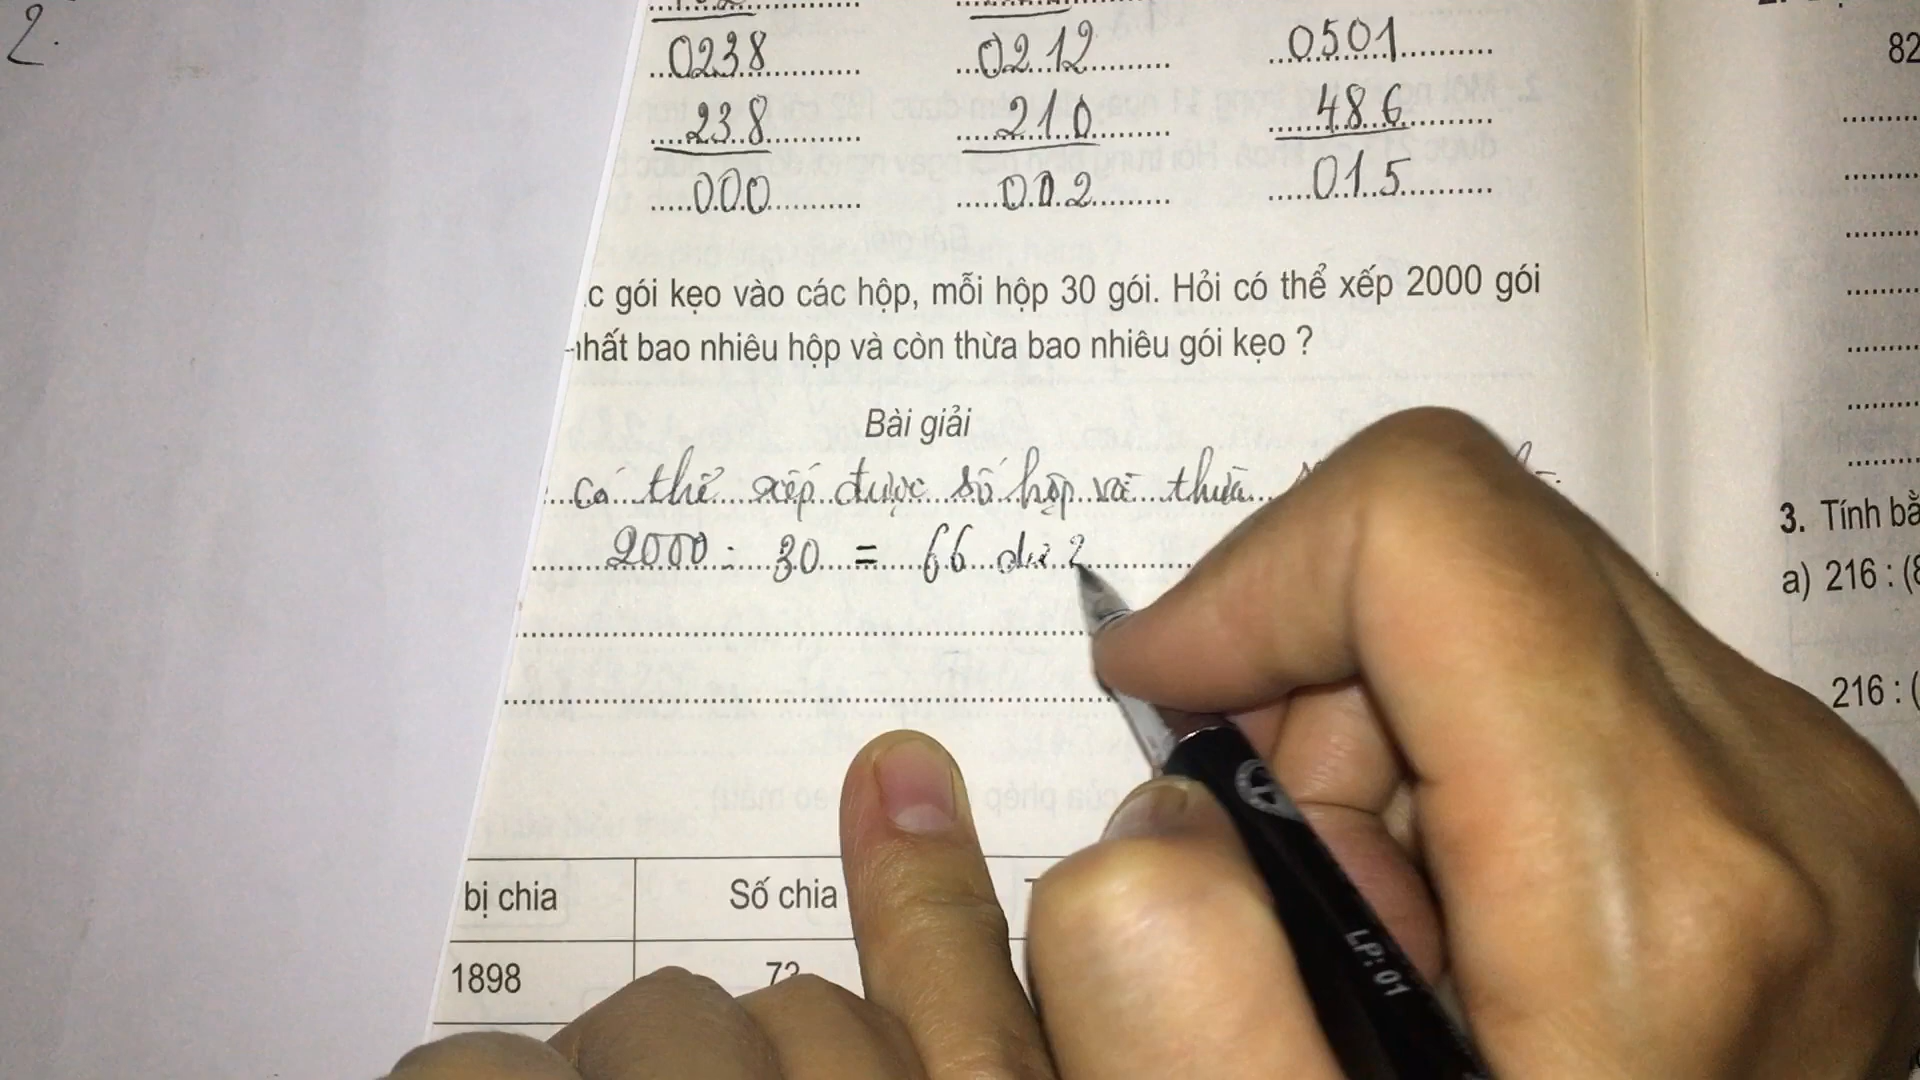 2.
0238 0212 0501
238 210 486
000 002 015
82
c gói kẹo vào các hộp, mỗi hộp 30 gói. Hỏi có thể xếp 2000 gói
nhất bao nhiêu hộp và còn thừa bao nhiêu gói kẹo ?
Bài giải
Có thể xếp được số hộp và thừa
2000 : 30 = 66 dư 2
3. Tính bằ
a) 216 : (8
216 : (
bị chia Số chia
1898 73
LP: 01